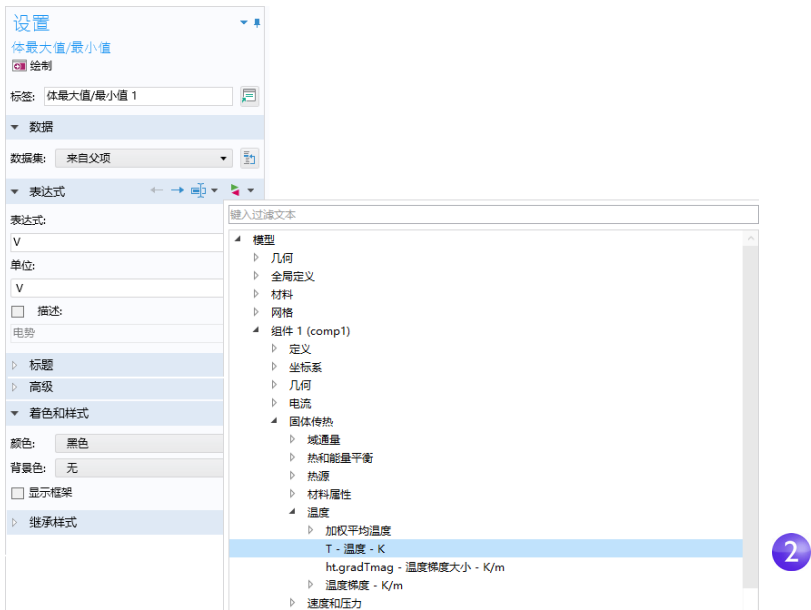 设置
体最大值/最小值
绘制
标签: 体最大值/最小值 1
数据
数据集: 来自父项
表达式
表达式:
V
单位:
V
描述:
电势
标题
高级
着色和样式
颜色: 黑色
背景色: 无
显示框架
继承样式
键入过滤文本
模型
几何
全局定义
材料
网格
组件 1 (comp1)
定义
坐标系
几何
电流
固体传热
域通量
热和能量平衡
热源
材料属性
温度
加权平均温度
T - 温度 - K
ht.gradTmag - 温度梯度大小 - K/m
温度梯度 - K/m
速度和压力
2